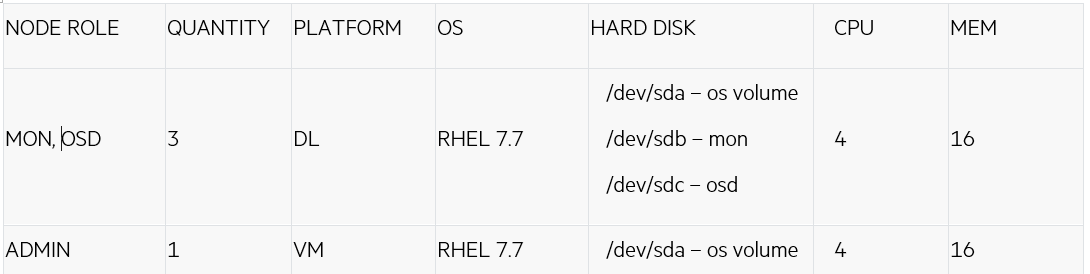 NODE ROLE QUANTITY PLATFORM OS HARD DISK CPU MEM
/dev/sda – os volume
MON, OSD 3 DL RHEL 7.7 /dev/sdb – mon 4 16
/dev/sdc – osd
ADMIN 1 VM RHEL 7.7 /dev/sda – os volume 4 16